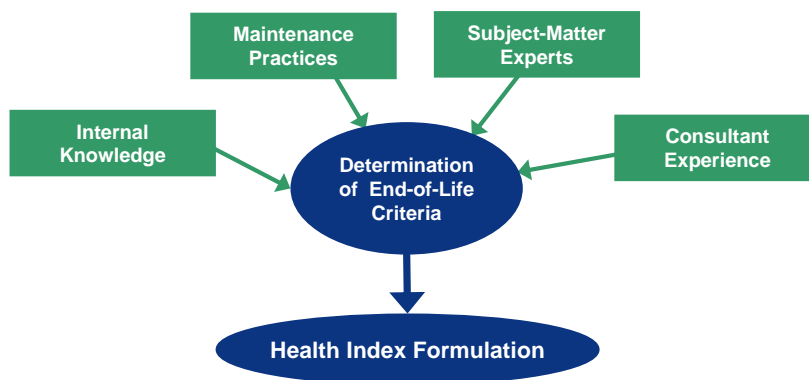 Maintenance
Practices
Subject-Matter
Experts
Internal
Knowledge
Consultant
Experience
Determination
of End-of-Life
Criteria
Health Index Formulation